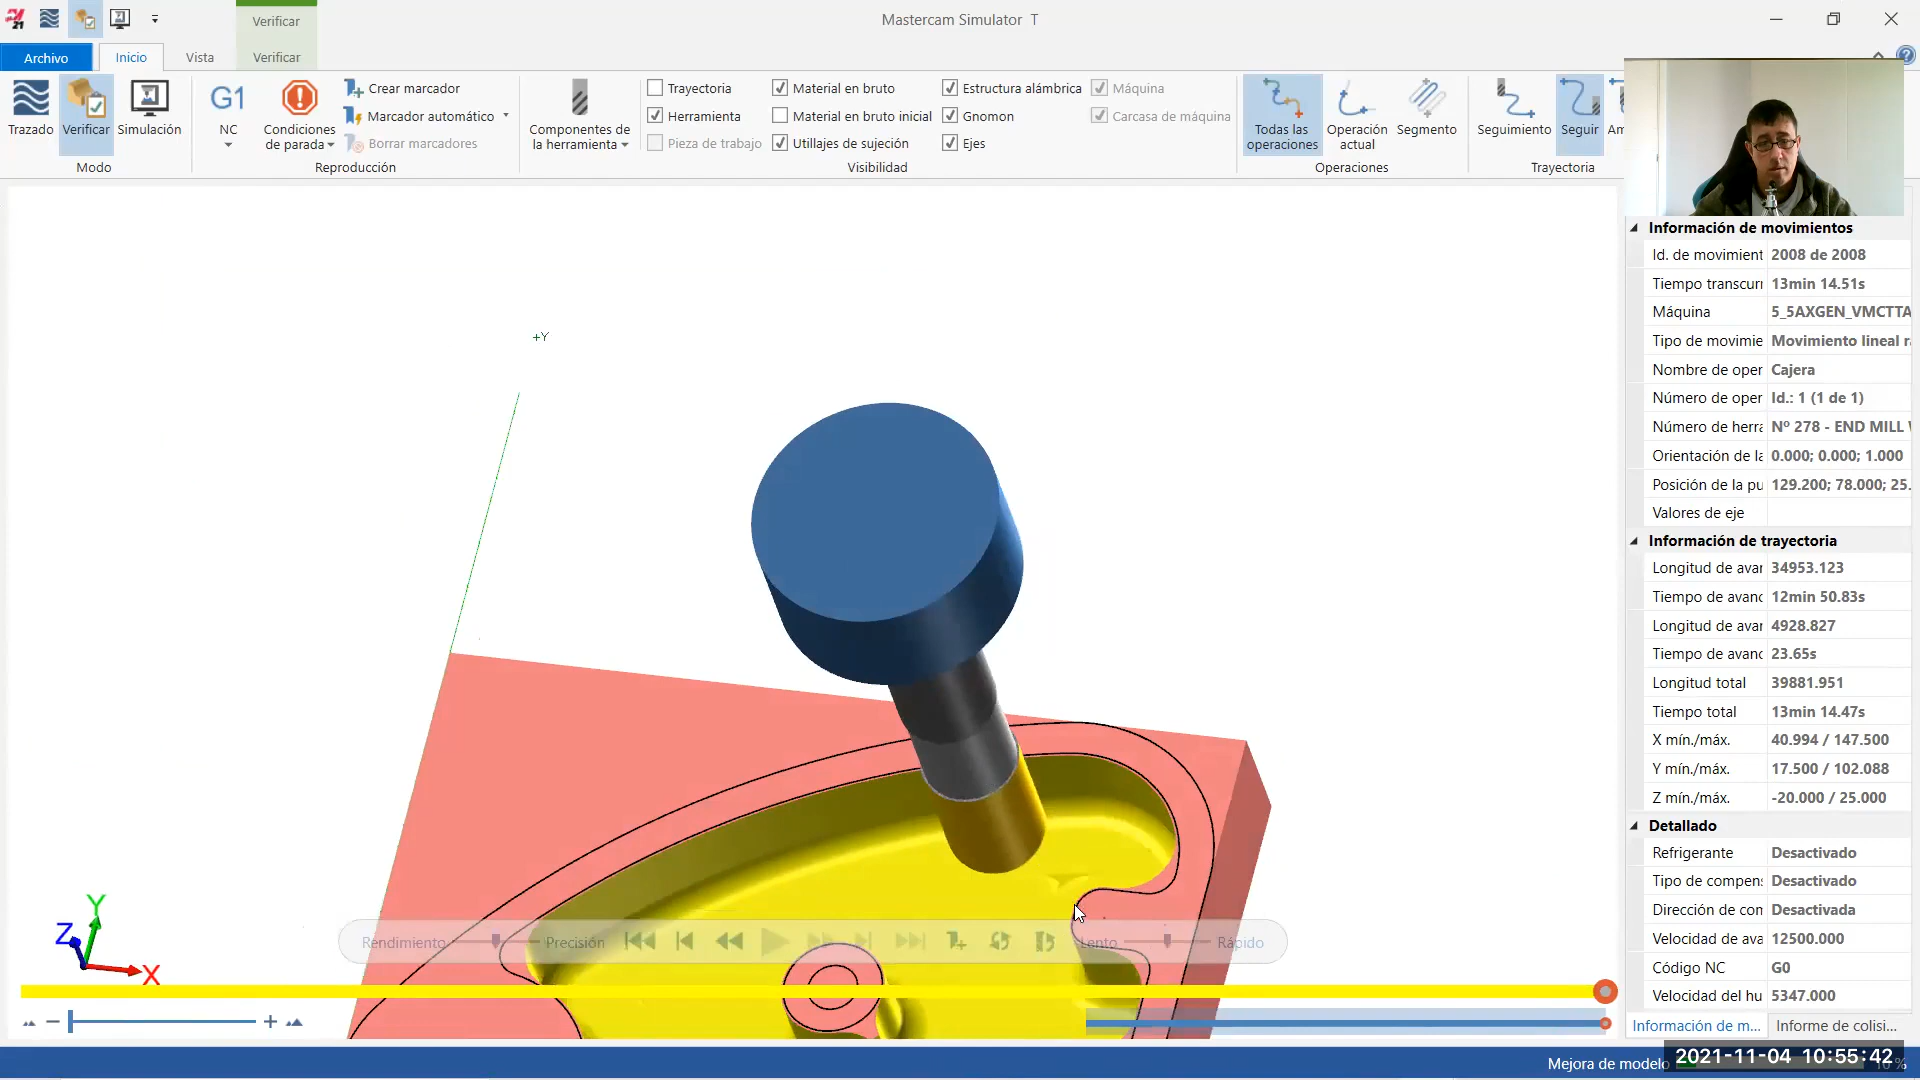 Verificar
Mastercam Simulator T
21
Archivo
Inicio
Vista
Verificar
Trazado
Verificar
Simulación
Modo
G1
NC
Condiciones
de parada
Crear marcador
Marcador automático
Borrar marcadores
Reproducción
Componentes de
la herramienta
Trayectoria
Herramienta
Pieza de trabajo
Material en bruto
Material en bruto inicial
Utillajes de sujeción
Estructura alámbrica
Gnomon
Ejes
Máquina
Carcasa de máquina
Visibilidad
Todas las
operaciones
Operación
actual
Segmento
Operaciones
Seguimiento
Seguir
Trayectoria
Información de movimientos
Id. de movimient 2008 de 2008
Tiempo transcurr 13min 14.51s
Máquina 5_5AXGEN_VMCTTA
Tipo de movimie Movimiento lineal r
Nombre de oper Cajera
Número de oper Id.: 1 (1 de 1)
Número de herra Nº 278 - END MILL
Orientación de la 0.000; 0.000; 1.000
Posición de la pu 129.200; 78.000; 25.
Valores de eje
Información de trayectoria
Longitud de avar 34953.123
Tiempo de avanc 12min 50.83s
Longitud de avar 4928.827
Tiempo de avanc 23.65s
Longitud total 39881.951
Tiempo total 13min 14.47s
X mín./máx. 40.994 / 147.500
Y mín./máx. 17.500 / 102.088
Z mín./máx. -20.000 / 25.000
Detallado
Refrigerante Desactivado
Tipo de compens Desactivado
Dirección de con Desactivada
Velocidad de ava 12500.000
Código NC G0
Velocidad del hu 5347.000
Información de m...
Informe de colisi...
+Y
Y
Z
X
Rendimiento
Precisión
Lento
Rápido
Mejora de modelo
2021-11-04 10:55:42